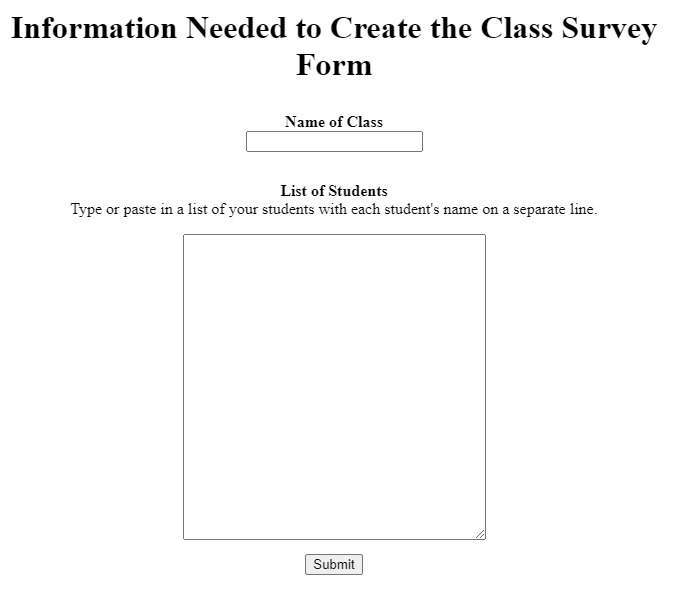 Information Needed to Create the Class Survey
Form
Name of Class
List of Students
Type or paste in a list of your students with each student's name on a separate line.
Submit